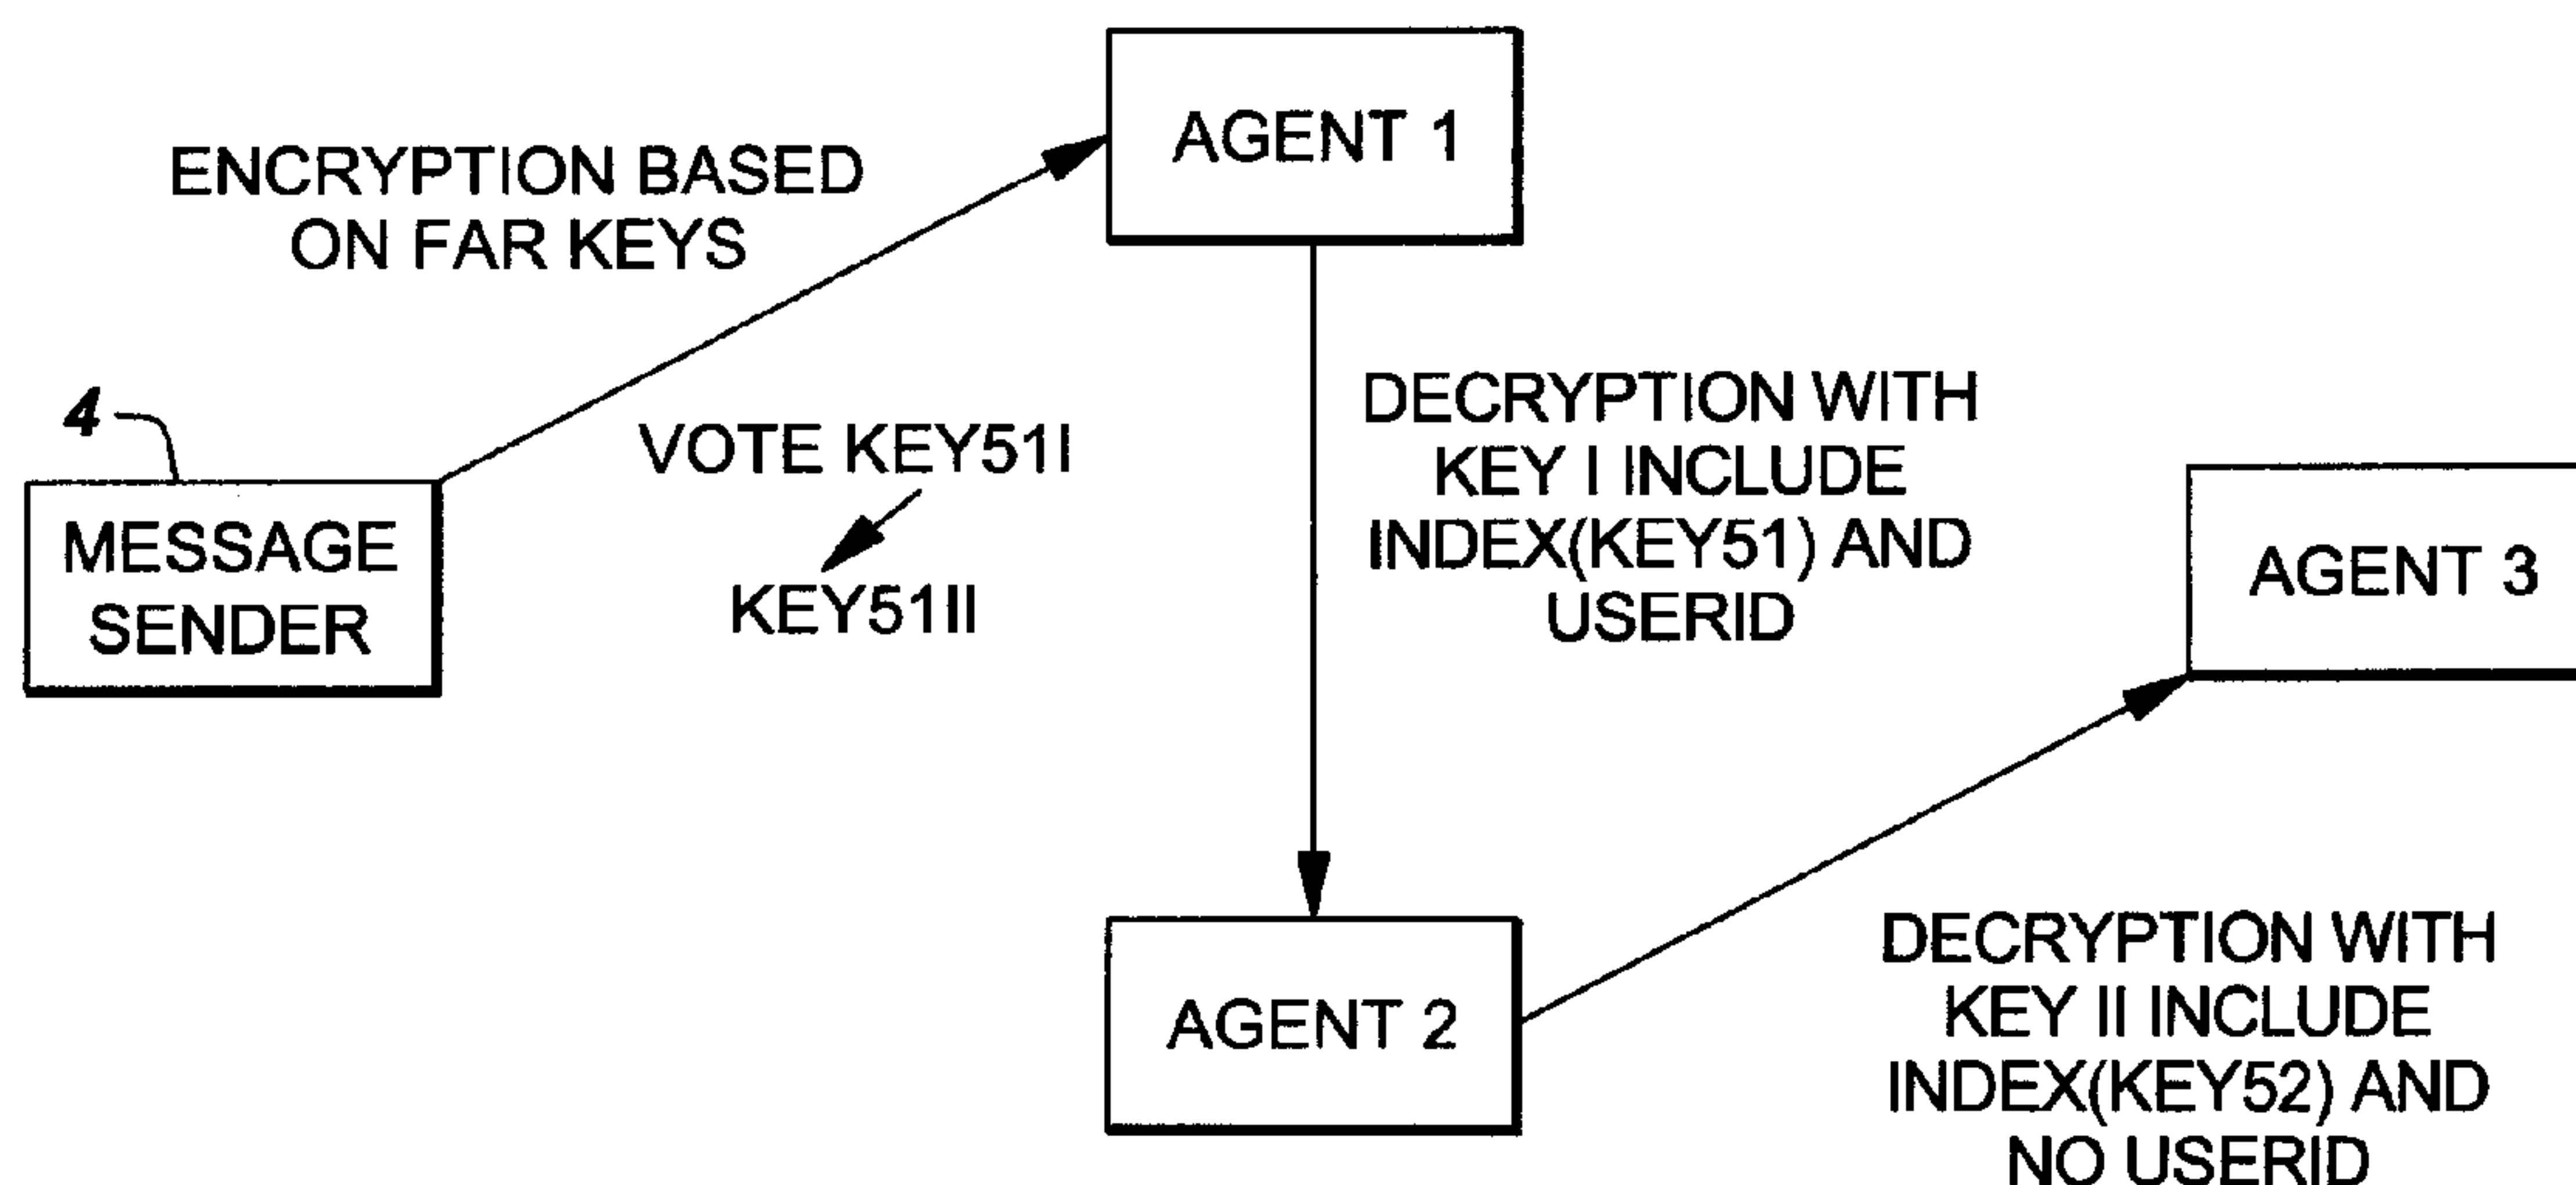 AGENT 1
ENCRYPTION BASED
ON FAR KEYS
4
MESSAGE
SENDER
VOTE KEY51I
KEY51II
DECRYPTION WITH
KEY I INCLUDE
INDEX(KEY51) AND
USERID
AGENT 3
AGENT 2
DECRYPTION WITH
KEY II INCLUDE
INDEX(KEY52) AND
NO USERID